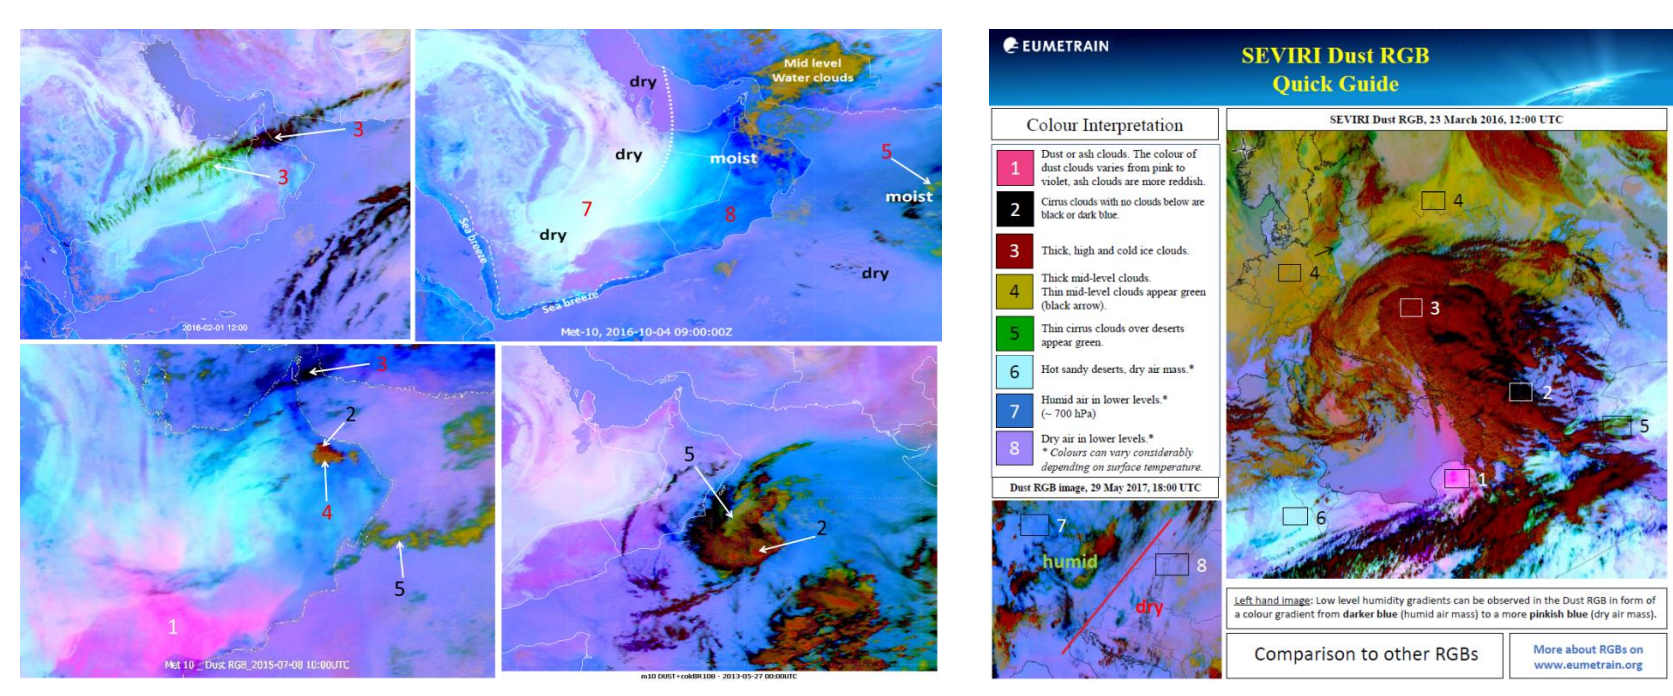 3
3
2016-02-01 12:00
dry
Mid level
Water clouds
dry
moist
5
moist
7
8
dry
dry
Sea breeze
Sea breeze
Met-10, 2016-10-04 09:00:00Z
3
2
4
5
1
Met 10 _ Dust RGB_2015-07-08 10:00UTC
5
2
m10 DUST+coldIR108 - 2013-05-27 00:00UTC
EUMETRAIN
SEVIRI Dust RGB
Quick Guide
Colour Interpretation
1 Dust or ash clouds. The colour of
dust clouds varies from pink to
violet, ash clouds are more reddish.
2 Cirrus clouds with no clouds below are
black or dark blue.
3 Thick, high and cold ice clouds.
4 Thick mid-level clouds.
Thin mid-level clouds appear green
(black arrow).
5 Thin cirrus clouds over deserts
appear green.
6 Hot sandy deserts, dry air mass.*
7 Humid air in lower levels.*
(~ 700 hPa)
8 Dry air in lower levels.*
* Colours can vary considerably
depending on surface temperature.
Dust RGB image, 29 May 2017, 18:00 UTC
7
humid
8
dry
SEVIRI Dust RGB, 23 March 2016, 12:00 UTC
4
4
3
2
5
1
6
Left hand image: Low level humidity gradients can be observed in the Dust RGB in form of
a colour gradient from darker blue (humid air mass) to a more pinkish blue (dry air mass).
Comparison to other RGBs
More about RGBs on
www.eumetrain.org